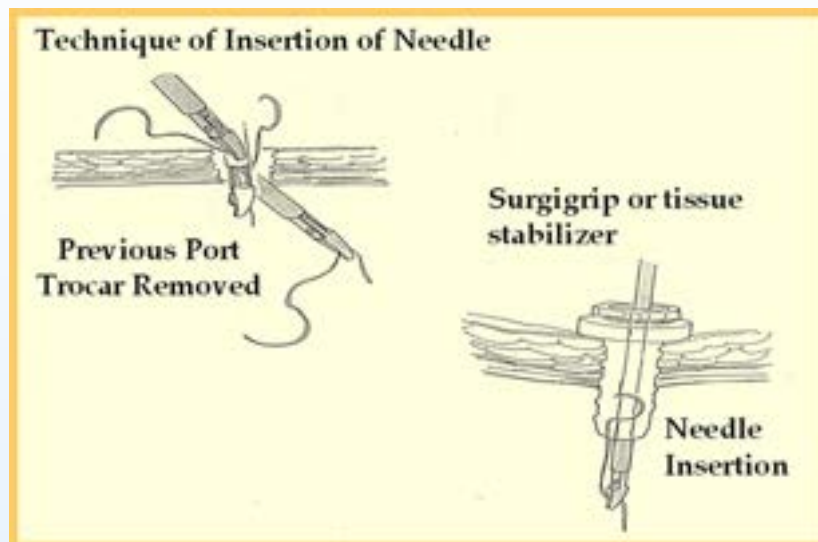 Technique of Insertion of Needle
Previous Port
Trocar Removed
Surgigrip or tissue
stabilizer
Needle
Insertion